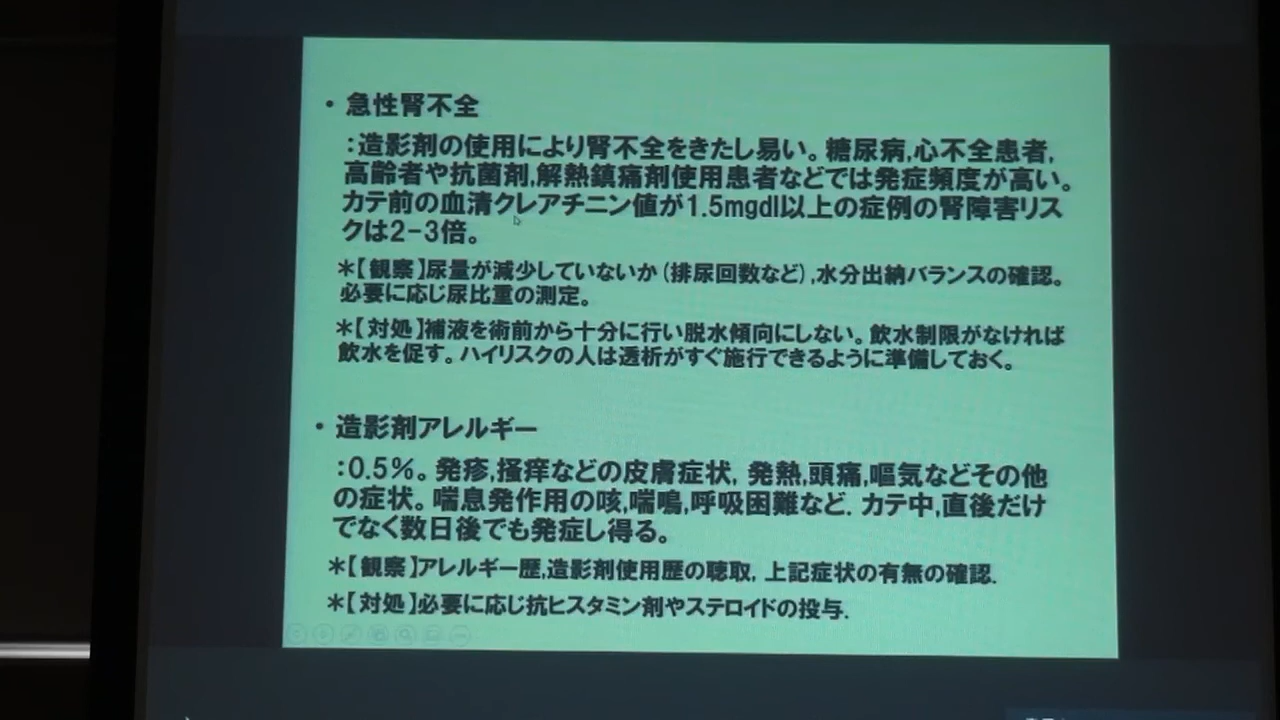 ・急性腎不全
：造影剤の使用により腎不全をきたし易い。糖尿病,心不全患者,
高齢者や抗菌剤,解熱鎮痛剤使用患者などでは発症頻度が高い。
カテ前の血清クレアチニン値が1.5mgdl以上の症例の腎障害リス
クは2-3倍。
＊【観察】尿量が減少していないか(排尿回数など),水分出納バランスの確認。
必要に応じ尿比重の測定。
＊【対処】補液を術前から十分に行い脱水傾向にしない。飲水制限がなければ
飲水を促す。ハイリスクの人は透析がすぐ施行できるように準備しておく。
・造影剤アレルギー
：0.5％。発疹,掻痒などの皮膚症状, 発熱,頭痛,嘔気などその他
の症状。喘息発作用の咳,喘鳴,呼吸困難など. カテ中,直後だけ
でなく数日後でも発症し得る。
＊【観察】アレルギー歴,造影剤使用歴の聴取, 上記症状の有無の確認.
＊【対処】必要に応じ抗ヒスタミン剤やステロイドの投与.